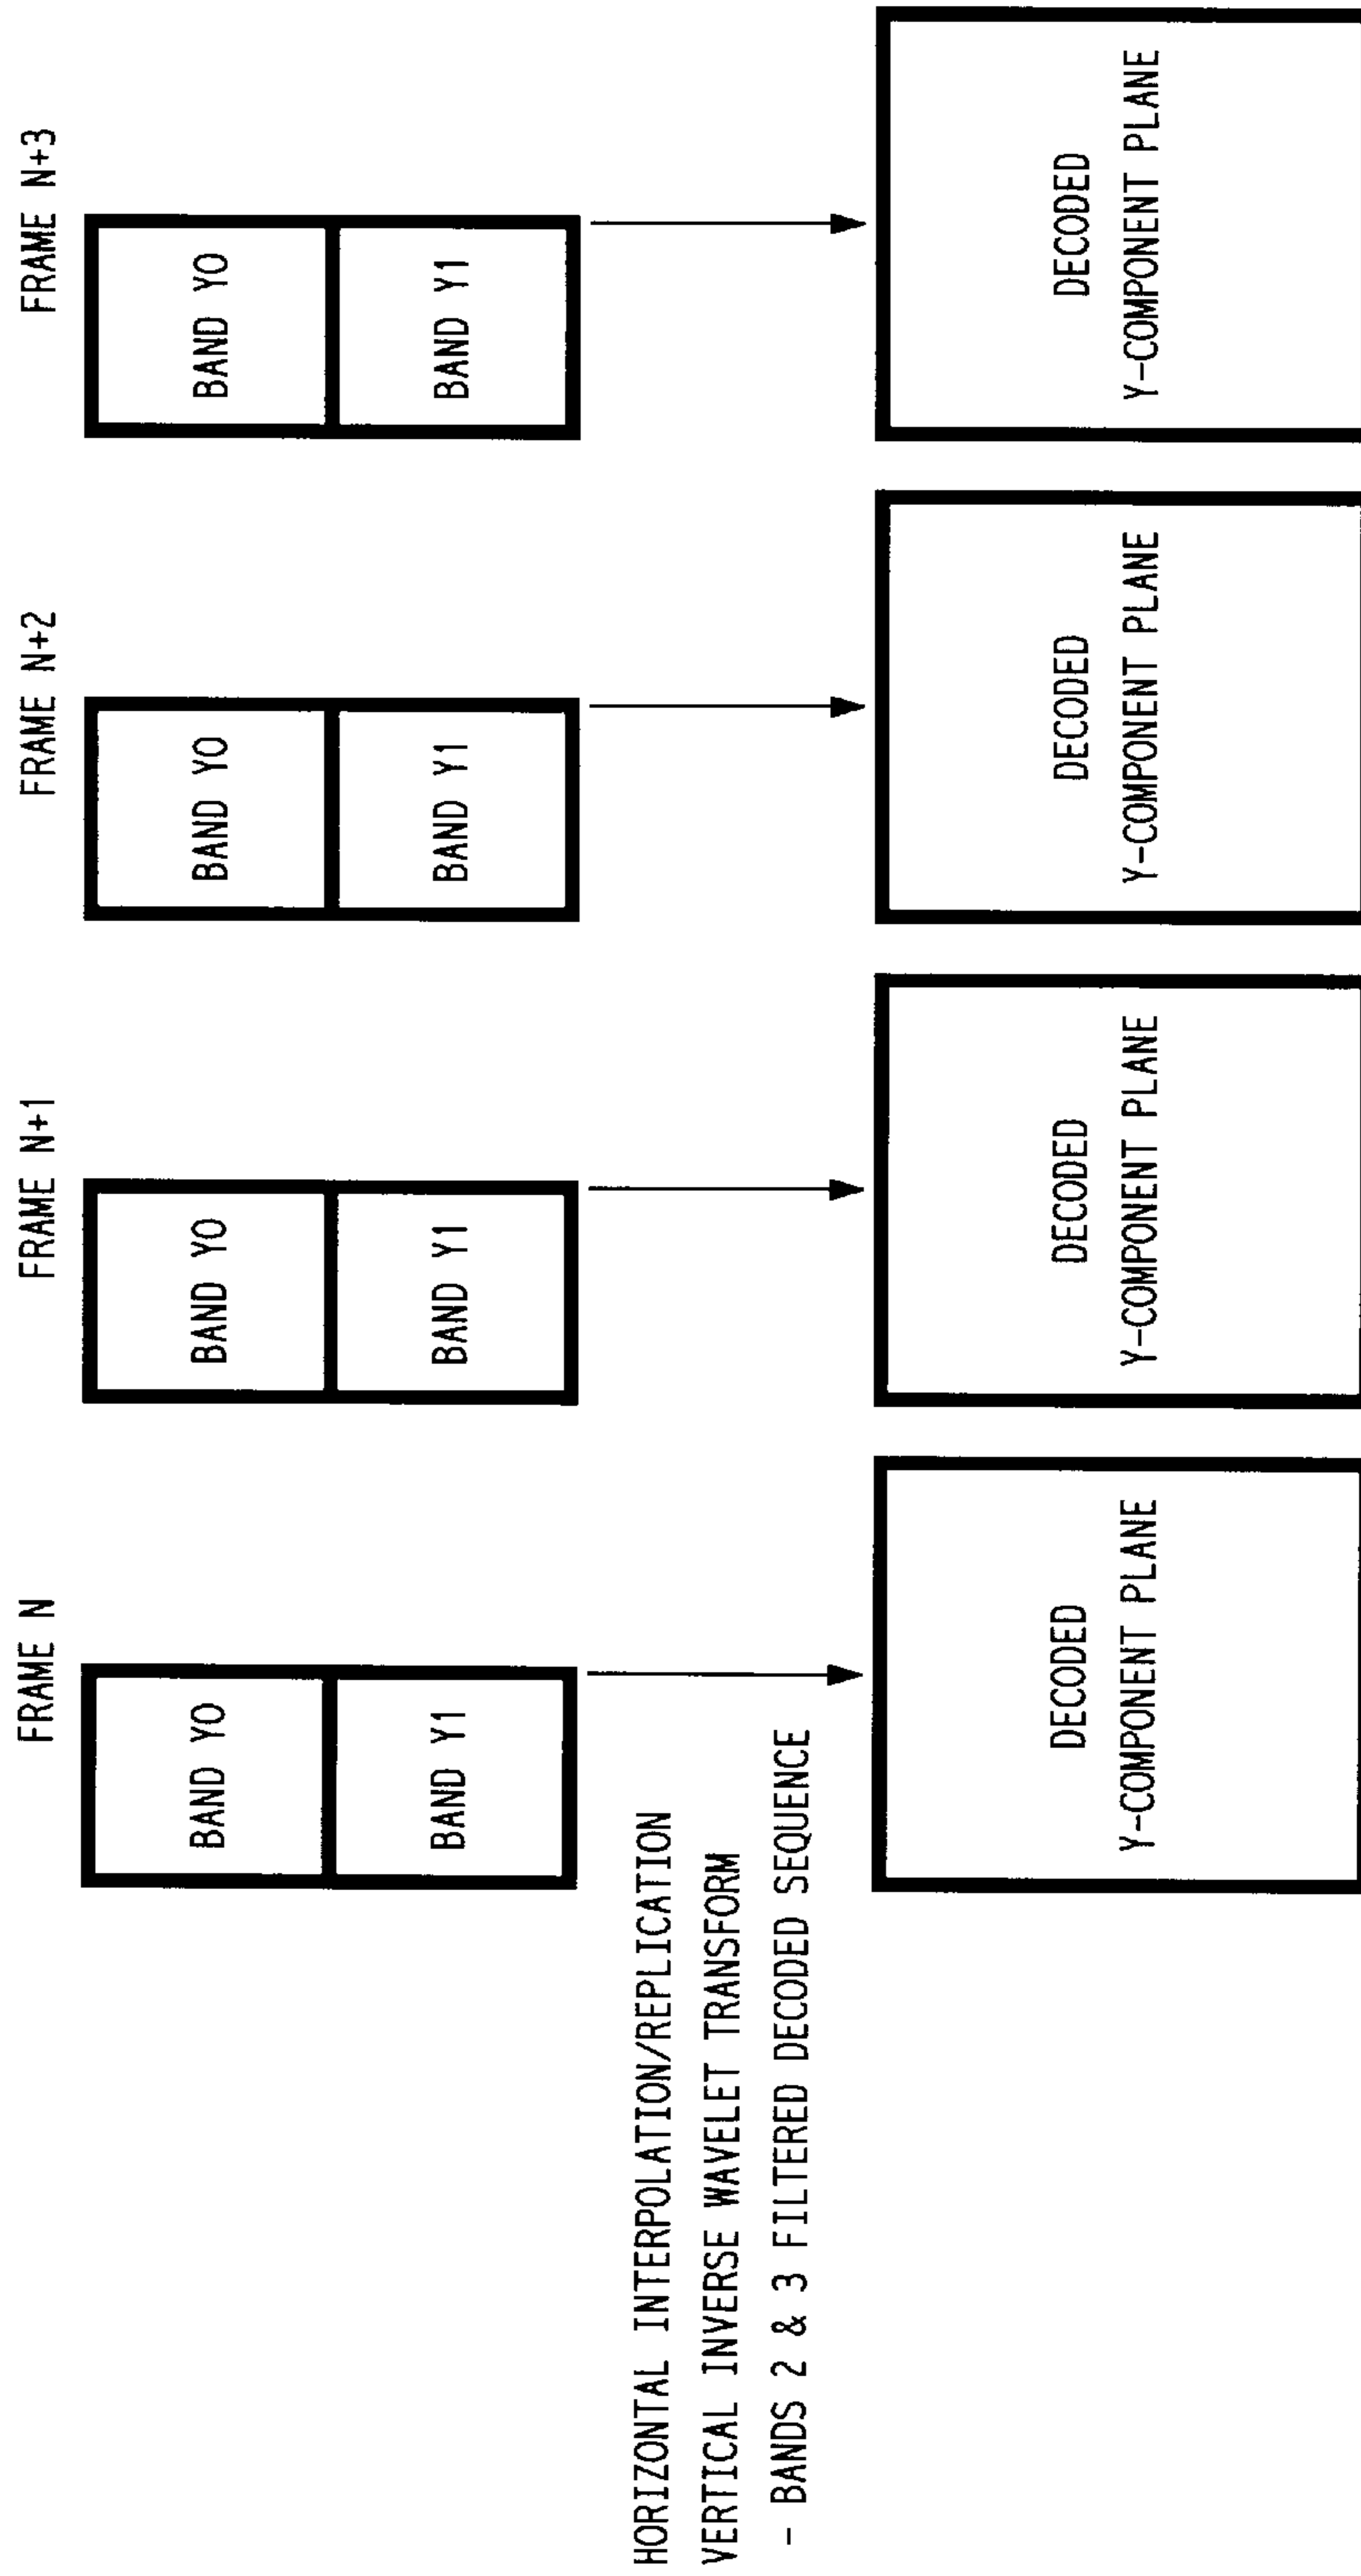 FRAME N
FRAME N+1
FRAME N+2
FRAME N+3
BAND Y0
BAND Y0
BAND Y0
BAND Y0
BAND Y1
BAND Y1
BAND Y1
BAND Y1
HORIZONTAL INTERPOLATION/REPLICATION
VERTICAL INVERSE WAVELET TRANSFORM
- BANDS 2 & 3 FILTERED DECODED SEQUENCE
DECODED
Y-COMPONENT PLANE
DECODED
Y-COMPONENT PLANE
DECODED
Y-COMPONENT PLANE
DECODED
Y-COMPONENT PLANE